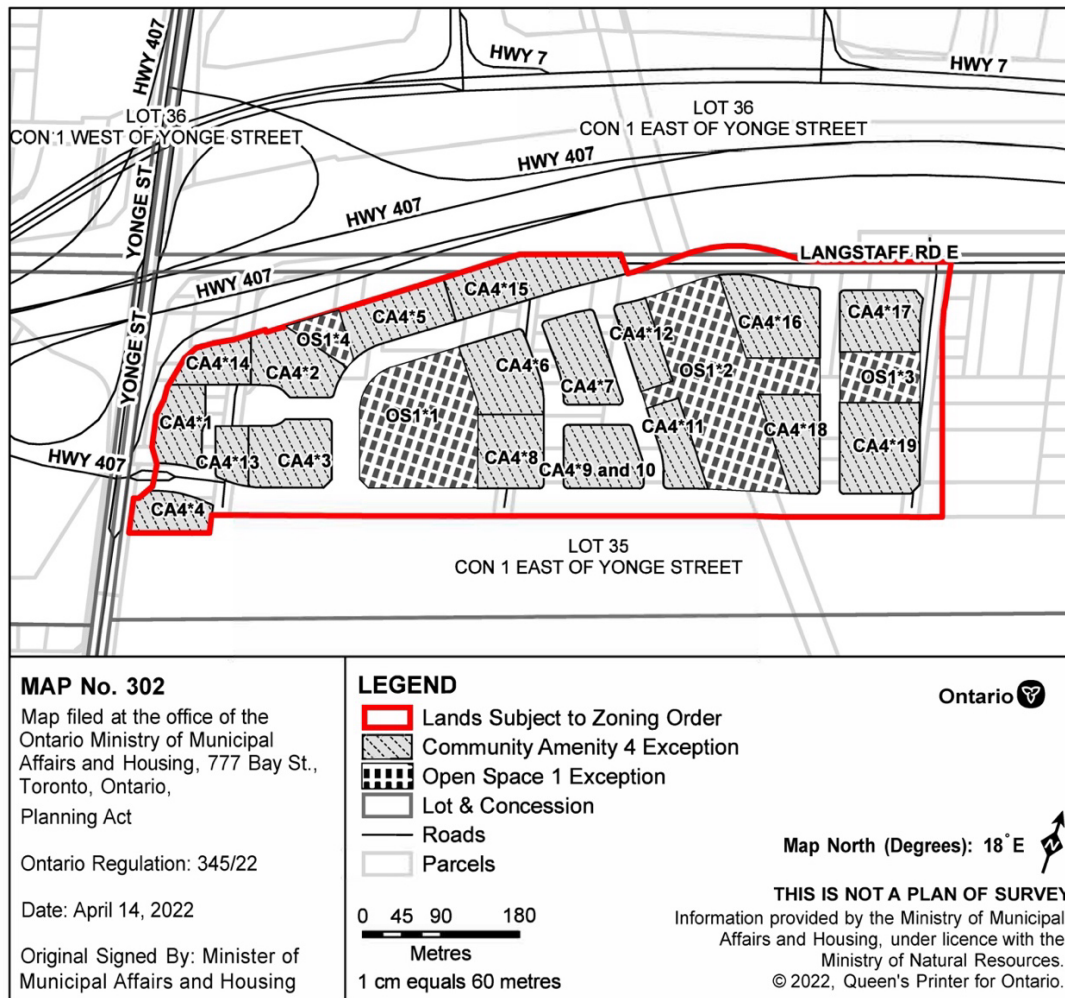 HWY 407
HWY 7
HWY 7
LOT 36
CON 1 WEST OF YONGE STREET
LOT 36
CON 1 EAST OF YONGE STREET
HWY 407
YONGE ST
HWY 407
HWY 407
LANGSTAFF RD E
CA4*15
CA4*5
OS1*4
CA4*14
CA4*2
CA4*12
CA4*16
CA4*17
CA4*6
CA4*7
OS1*2
OS1*3
YONGE ST
OS1*1
CA4*1
CA4*11
CA4*18
CA4*19
HWY 407
CA4*13
CA4*3
CA4*8
CA4*9 and 10
CA4*4
LOT 35
CON 1 EAST OF YONGE STREET
MAP No. 302
Map filed at the office of the
Ontario Ministry of Municipal
Affairs and Housing, 777 Bay St.,
Toronto, Ontario,
Planning Act
Ontario Regulation: 345/22
Date: April 14, 2022
Original Signed By: Minister of
Municipal Affairs and Housing
LEGEND
Lands Subject to Zoning Order
Community Amenity 4 Exception
Open Space 1 Exception
Lot & Concession
Roads
Parcels
0 45 90 180
Metres
1 cm equals 60 metres
Ontario
Map North (Degrees): 18° E
N
THIS IS NOT A PLAN OF SURVEY
Information provided by the Ministry of Municipal
Affairs and Housing, under licence with the
Ministry of Natural Resources.
© 2022, Queen's Printer for Ontario.